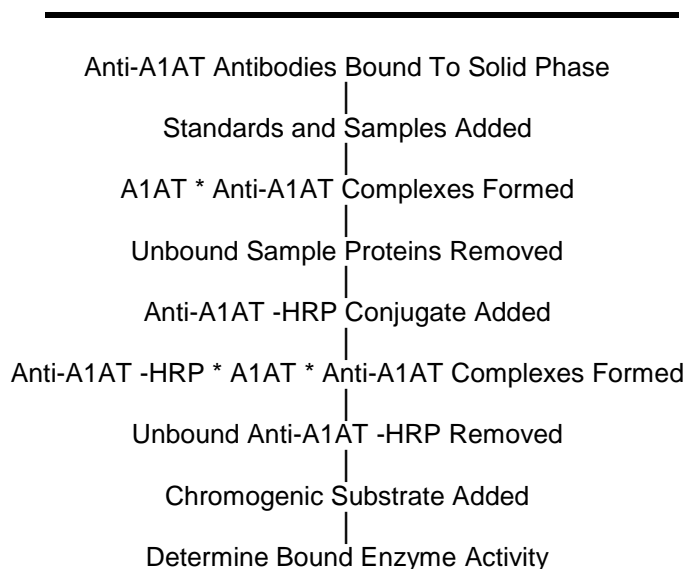 Anti-A1AT Antibodies Bound To Solid Phase
Standards and Samples Added
A1AT * Anti-A1AT Complexes Formed
Unbound Sample Proteins Removed
Anti-A1AT -HRP Conjugate Added
Anti-A1AT -HRP * A1AT * Anti-A1AT Complexes Formed
Unbound Anti-A1AT -HRP Removed
Chromogenic Substrate Added
Determine Bound Enzyme Activity